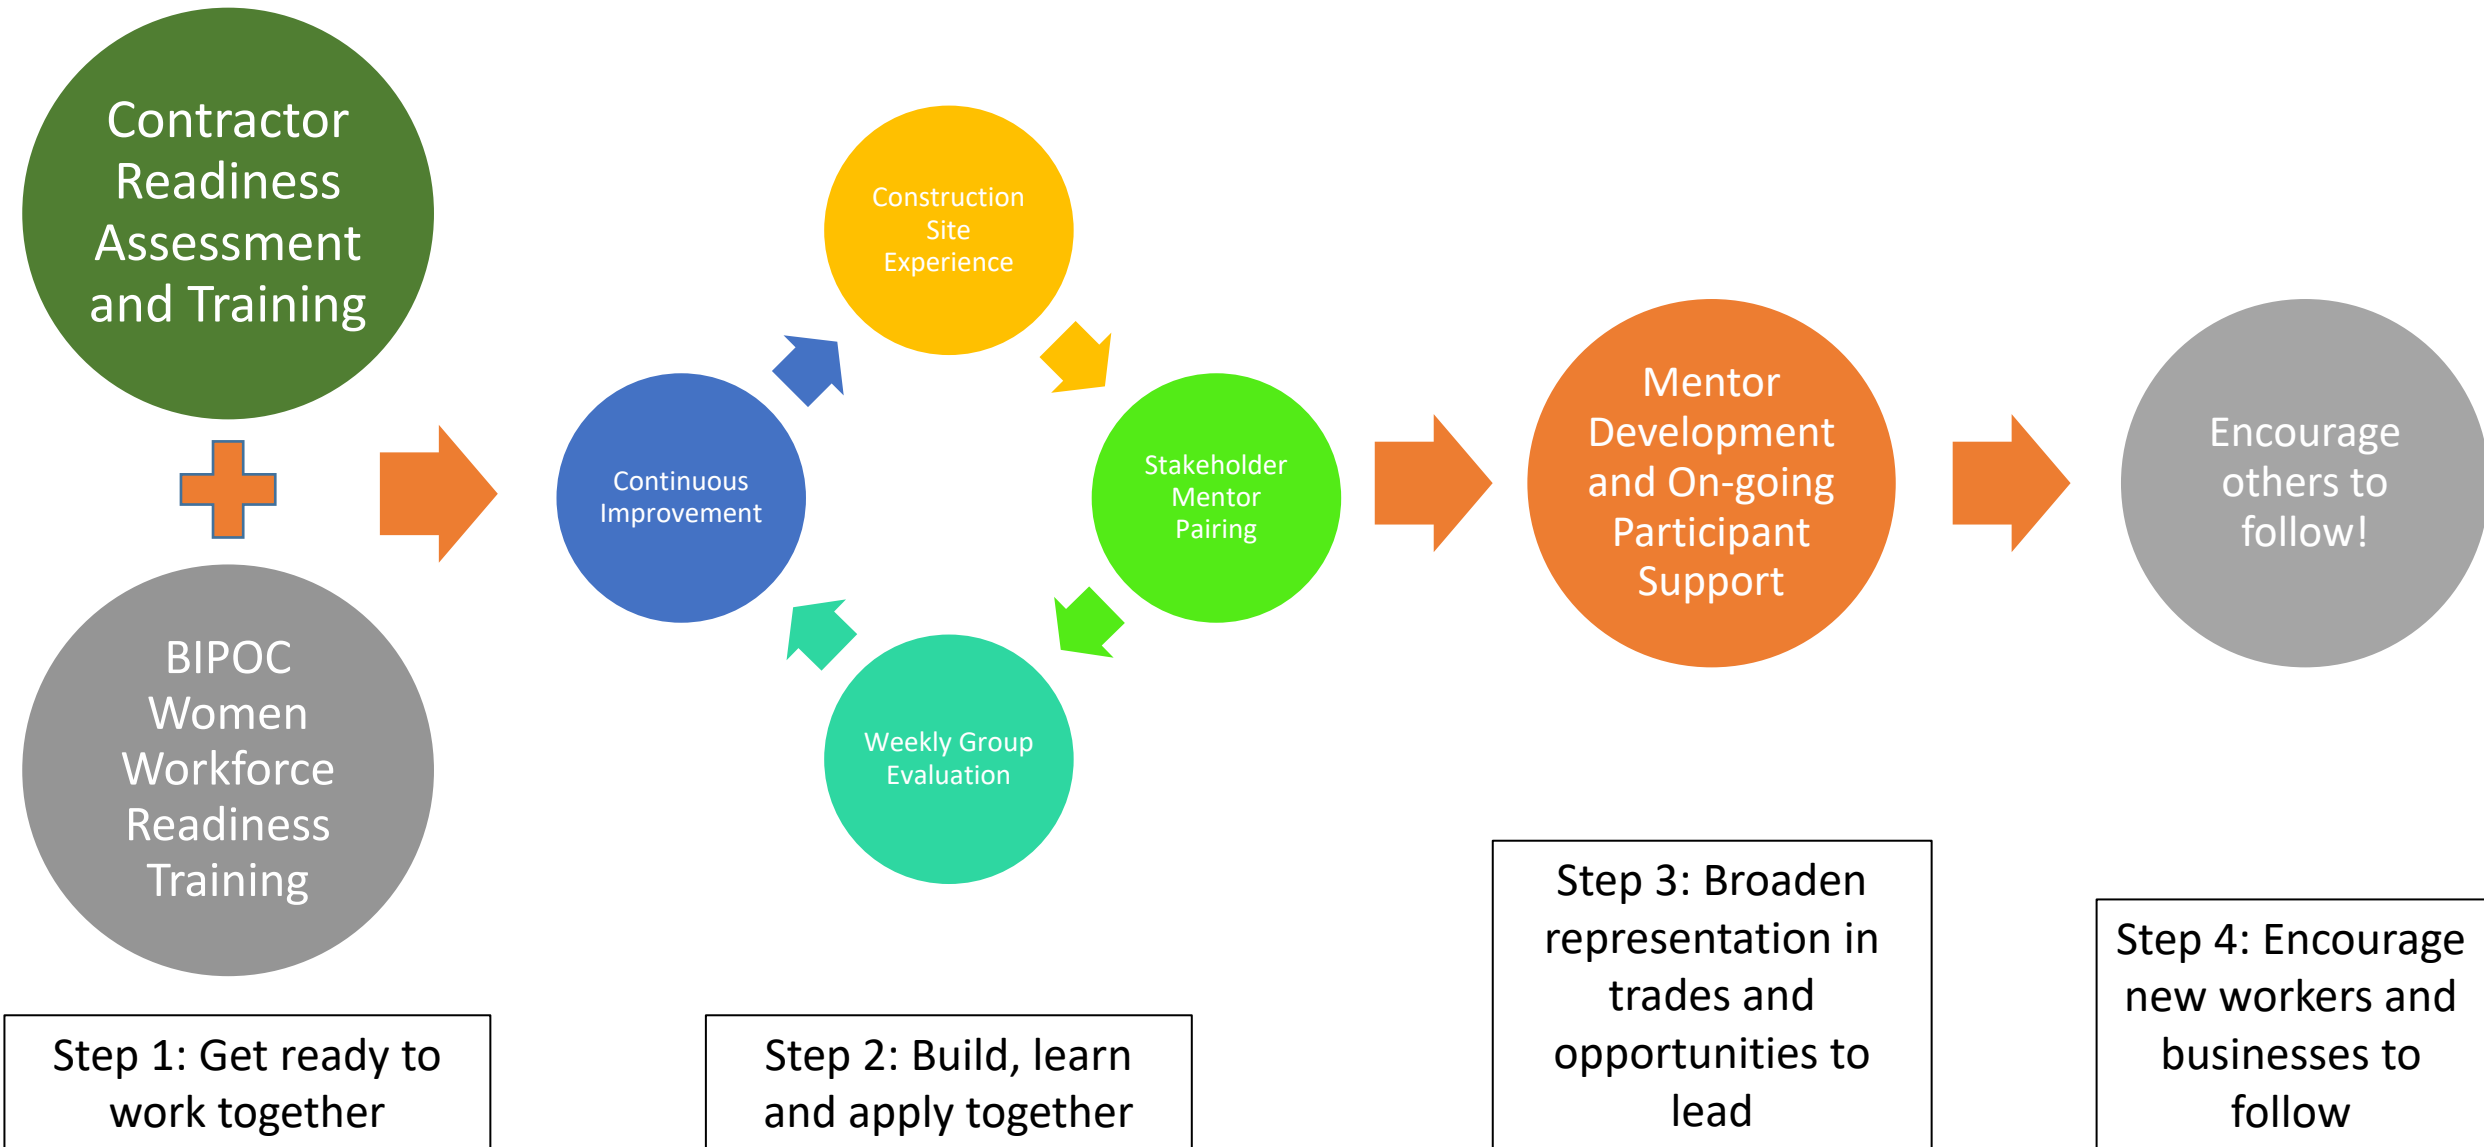 Contractor
Readiness
Assessment
and Training
BIPOC
Women
Workforce
Readiness
Training
Step 1: Get ready to
work together
Construction
Site
Experience
Continuous
Improvement
Stakeholder
Mentor
Pairing
Weekly Group
Evaluation
Step 2: Build, learn
and apply together
Mentor
Development
and On-going
Participant
Support
Step 3: Broaden
representation in
trades and
opportunities to
lead
Encourage
others to
follow!
Step 4: Encourage
new workers and
businesses to
follow